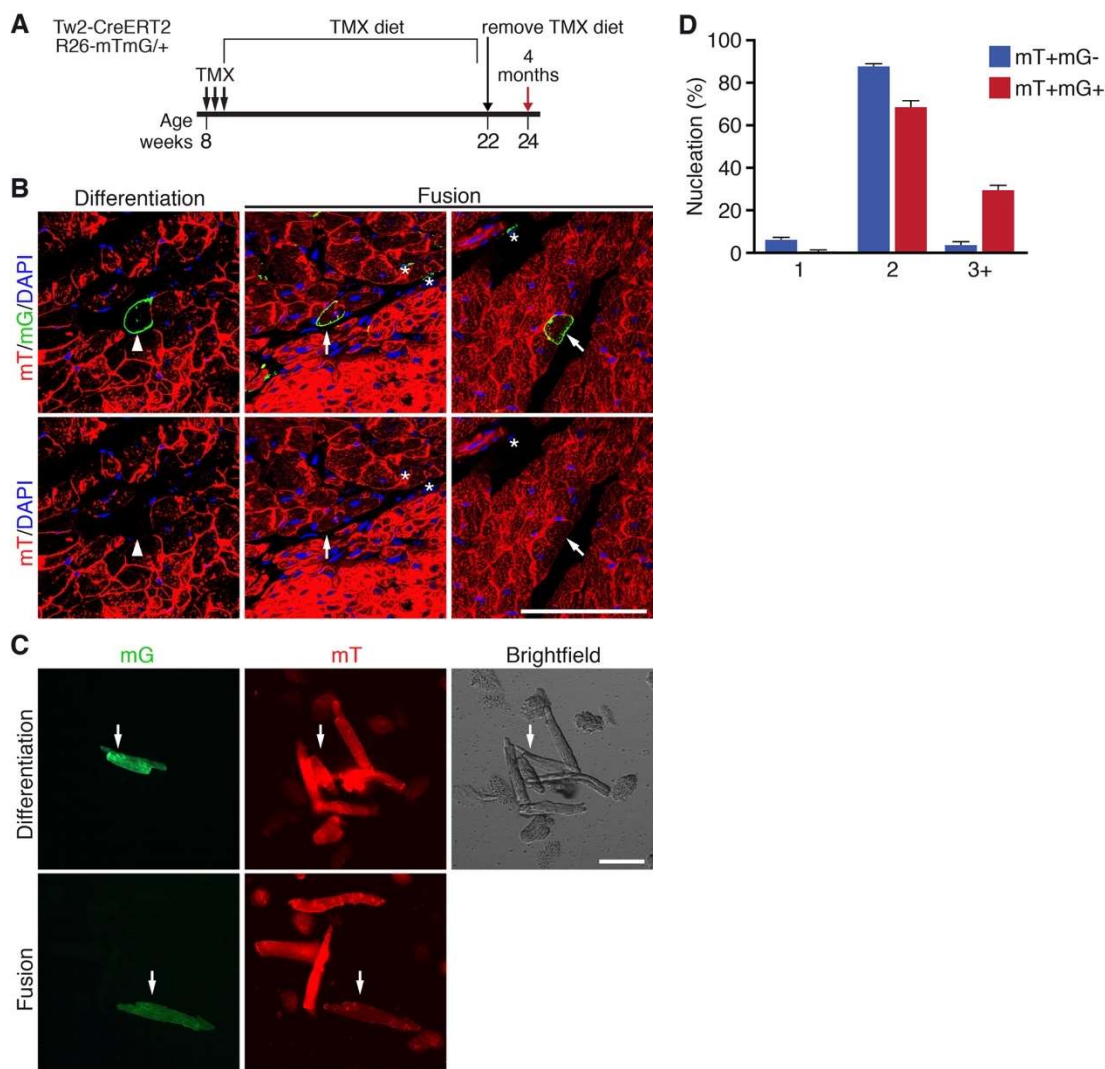 A
Tw2-CreERT2
R26-mTmG/+
TMX
TMX diet
remove TMX diet
4
months
Age
weeks
8
22
24
B
Differentiation
Fusion
mT/mG/DAPI
*
*
*
mT/DAPI
*
*
*
C
mG
mT
Brightfield
Differentiation
Fusion
D
Nucleation (%)
100
80
60
40
20
0
1
2
3+
mT+mG-
mT+mG+